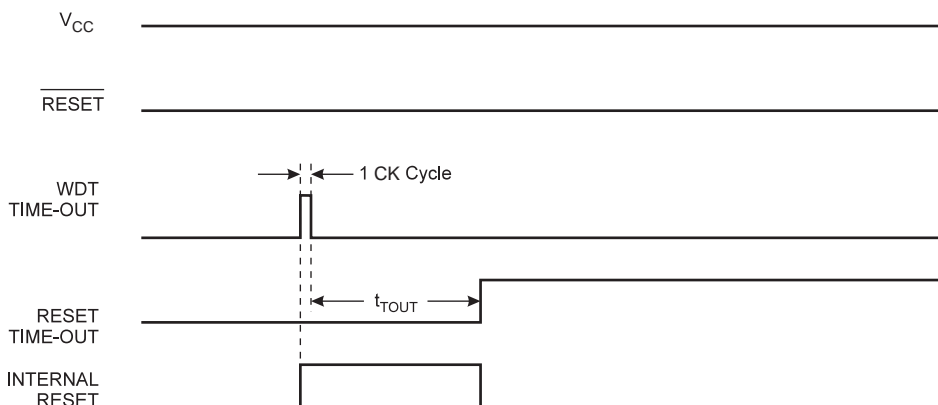 VCC
RESET
1 CK Cycle
WDT
TIME-OUT
tTOUT
RESET
TIME-OUT
INTERNAL
RESET